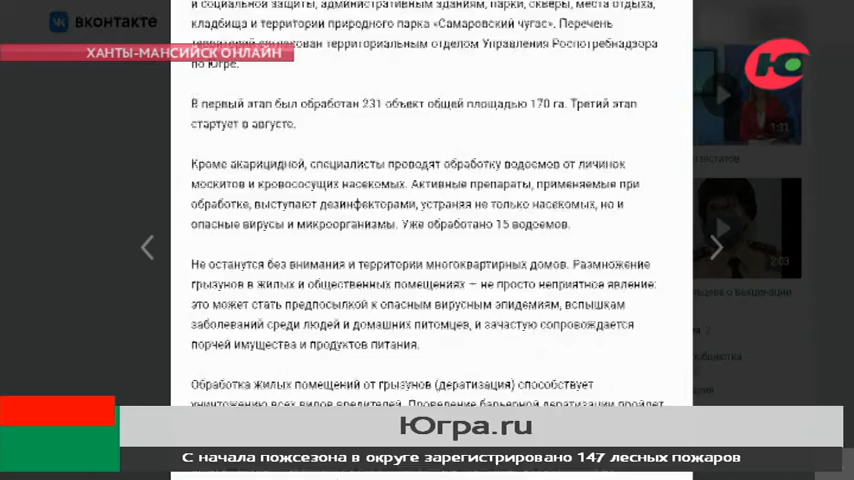 вконтакте
и социальной защиты, административным зданиям, парки, скверы, места отдыха,
кладбища и территории природного парка «Самаровский чугас». Перечень
ХАНТЫ-МАНСИЙСК ОНЛАЙН
территориальным отделом Управления Роспотребнадзора
по Югре.
Ю
В первый этап был обработан 231 объект общей площадью 170 га. Третий этап
стартует в августе.
1:31
Кроме акарицидной, специалисты проводят обработку водоемов от личинок
москитов и кровососущих насекомых. Активные препараты, применяемые при
обработке, выступают дезинфекторами, устраняя не только насекомых, но и
опасные вирусы и микроорганизмы. Уже обработано 15 водоемов.
2:03
Не останутся без внимания и территории многоквартирных домов. Размножение
грызунов в жилых и общественных помещениях – не просто неприятное явление:
это может стать предпосылкой к опасным вирусным эпидемиям, вспышкам
заболеваний среди людей и домашних питомцев, и зачастую сопровождается
порчей имущества и продуктов питания.
о вакцинации
Обработка жилых помещений от грызунов (дератизация) способствует
уничтожению всех видов вредителей. Проведение барьерной дератизации пройдет
Югра.ru
С начала пожсезона в округе зарегистрировано 147 лесных пожаров